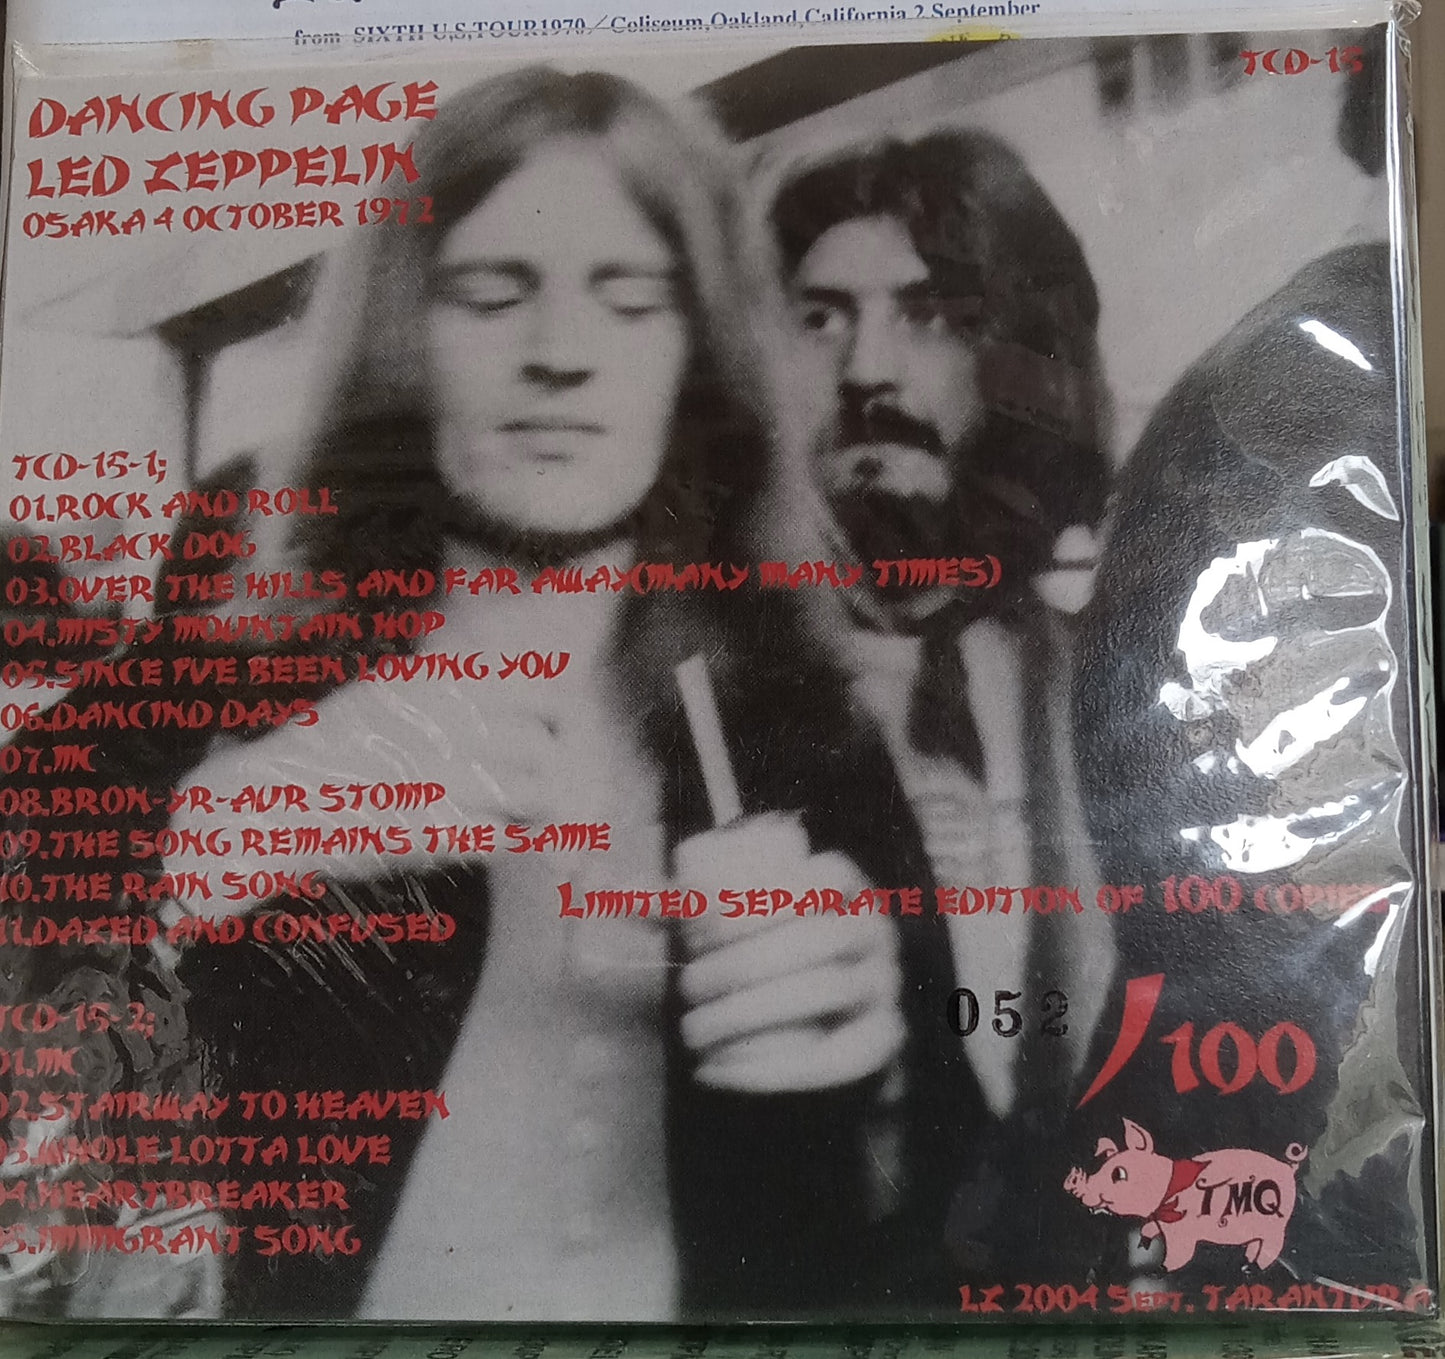 from SIXTH U,S,TOUR1970/Coliseum,Oakland,California 2 September
TCD-15
DANCING PAGE
LED ZEPPELIN
OSAKA 4 OCTOBER 1972
TCD-15-1;
01.ROCK AND ROLL
02.BLACK DOG
03.OVER THE HILLS AND FAR AWAY(MANY MANY TIMES)
04.MISTY MOUNTAIN HOP
05.SINCE I'VE BEEN LOVING YOU
06.DANCIND DAYS
07.MC
08.BRON-YR-AUR STOMP
09.THE SONG REMAINS THE SAME
10.THE RAIN SONG
11.DAZED AND CONFUSED
LIMITED SEPARATE EDITION OF 100 COPIES
TCD-15-2;
01.MC
02.STAIRWAY TO HEAVEN
03.WHOLE LOTTA LOVE
04.HEARTBREAKER
05.IMMIGRANT SONG
052/100
TMQ
LZ 2004 SEPT. TARANTURA